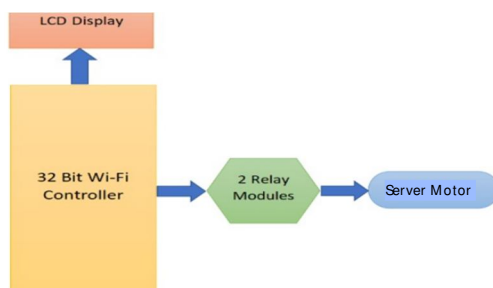 LCD Display
32 Bit Wi-Fi
Controller
2 Relay
Modules
Server Motor